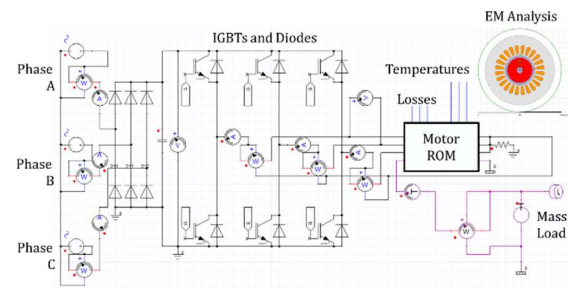 EM Analysis
IGBTs and Diodes
Phase
A
Temperatures
Losses
Motor
ROM
Phase
B
Mass
Load
Phase
C
W
A
W
A
W
A
V
A
W
A
W
A
W
V
W